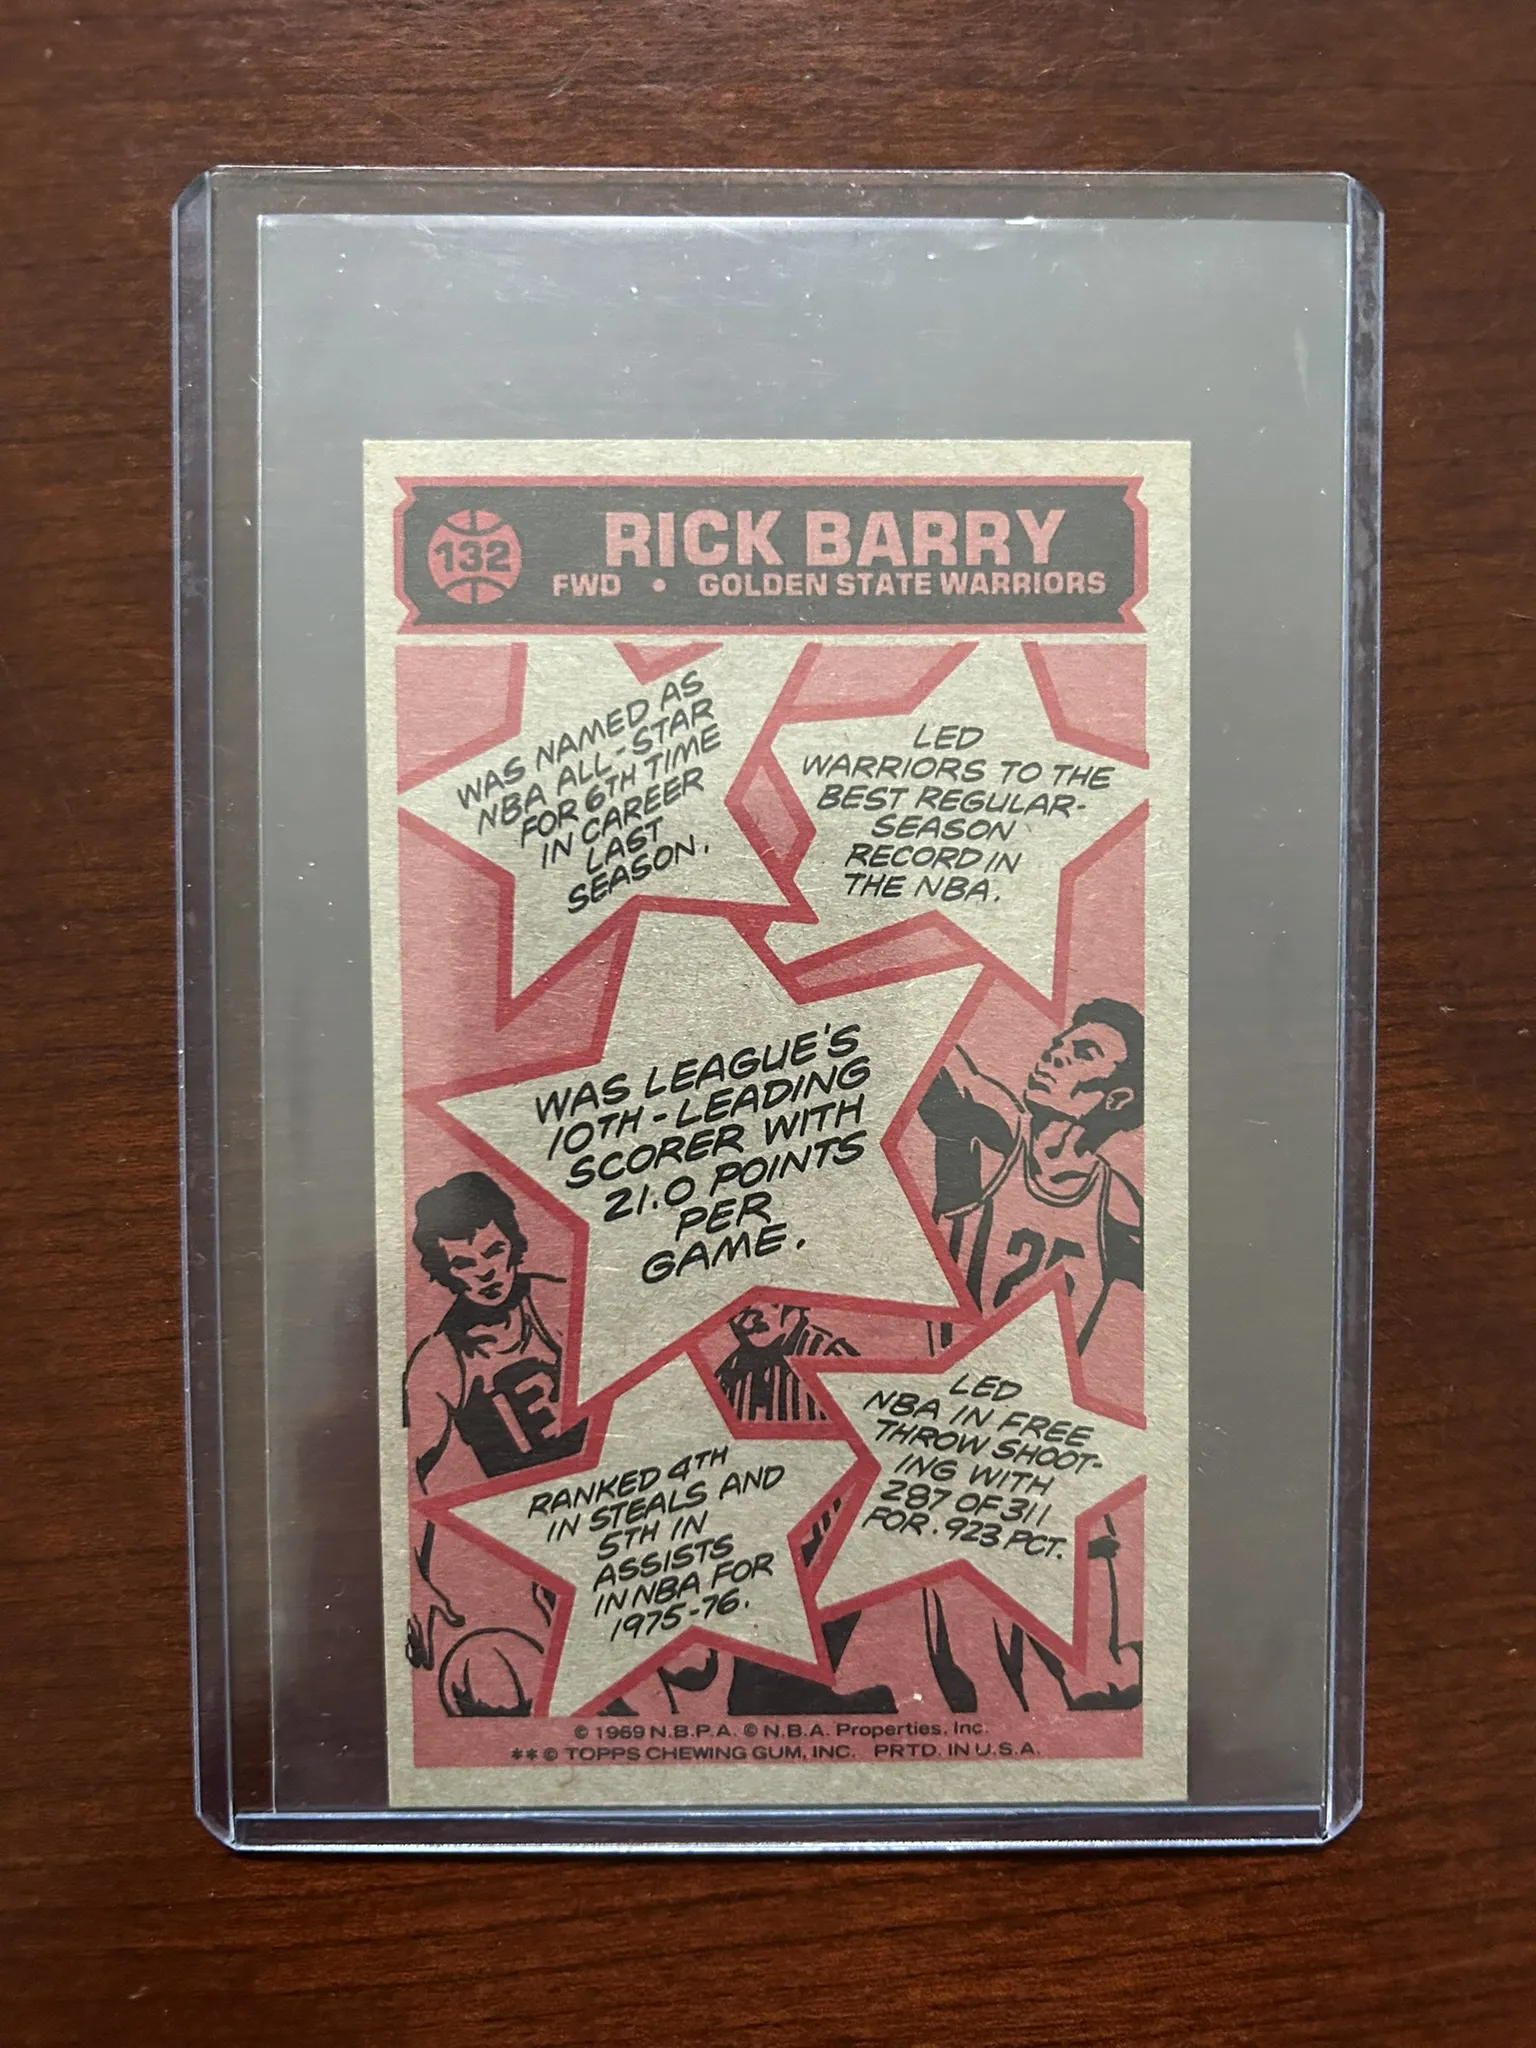 132
RICK BARRY
FWD • GOLDEN STATE WARRIORS
WAS NAMED AS
NBA ALL-STAR
FOR 6TH TIME
IN CAREER
LAST
SEASON.
LED
WARRIORS TO THE
BEST REGULAR-
SEASON
RECORD IN
THE NBA.
WAS LEAGUE'S
10TH-LEADING
SCORER WITH
21.0 POINTS
PER
GAME.
25
13
LED
NBA IN FREE
THROW SHOOT-
ING WITH
287 OF 311
FOR .923 PCT.
RANKED 4TH
IN STEALS AND
5TH IN
ASSISTS
IN NBA FOR
1975-76.
© 1969 N.B.P.A. © N.B.A. Properties, Inc.
**© TOPPS CHEWING GUM, INC. PRTD. IN U.S.A.